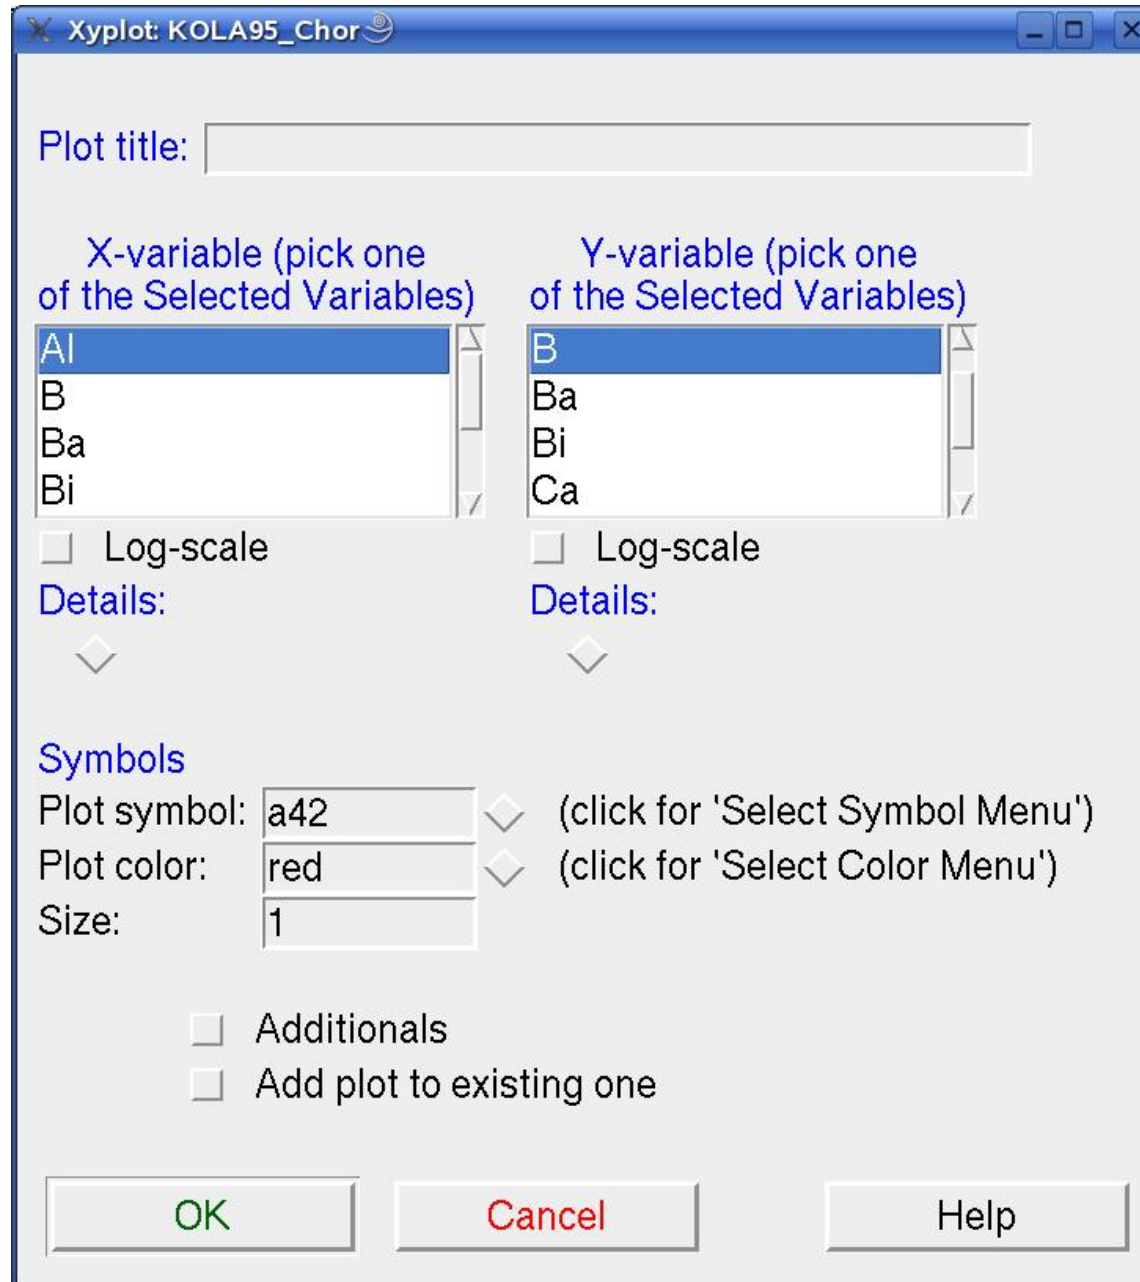 Xyplot: KOLA95_Chor
Plot title:
X-variable (pick one
of the Selected Variables)
Al
B
Ba
Bi
Log-scale
Details:
Y-variable (pick one
of the Selected Variables)
B
Ba
Bi
Ca
Log-scale
Details:
Symbols
Plot symbol: a42 (click for 'Select Symbol Menu')
Plot color: red (click for 'Select Color Menu')
Size: 1
Additionals
Add plot to existing one
OK Cancel Help